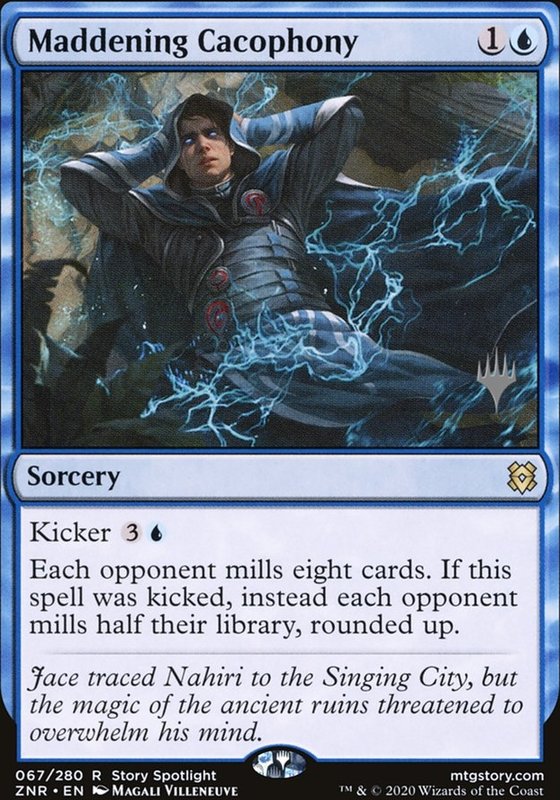 Maddening Cacophony 1
Sorcery
Kicker 3
Each opponent mills eight cards. If this
spell was kicked, instead each opponent
mills half their library, rounded up.
Jace traced Nahiri to the Singing City, but
the magic of the ancient ruins threatened to
overwhelm his mind.
067/280 R Story Spotlight mtgstory.com
ZNR • EN Magali Villeneuve ™ & © 2020 Wizards of the Coast